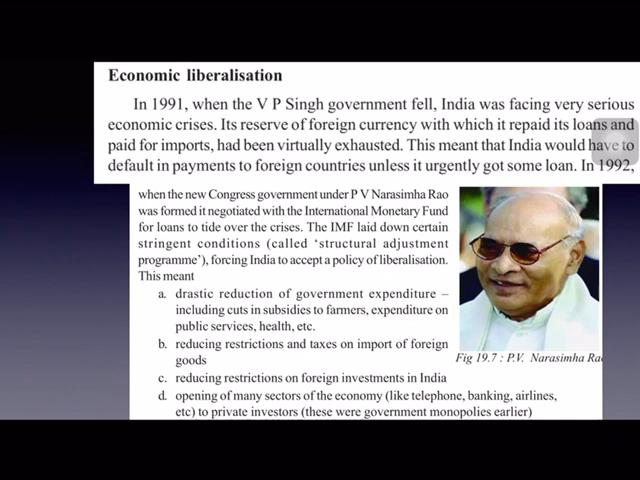 Economic liberalisation
In 1991, when the V P Singh government fell, India was facing very serious
economic crises. Its reserve of foreign currency with which it repaid its loans and
paid for imports, had been virtually exhausted. This meant that India would have to
default in payments to foreign countries unless it urgently got some loan. In 1992,
when the new Congress government under P V Narasimha Rao
was formed it negotiated with the International Monetary Fund
for loans to tide over the crises. The IMF laid down certain
stringent conditions (called ‘structural adjustment
programme’), forcing India to accept a policy of liberalisation.
This meant
a. drastic reduction of government expenditure –
including cuts in subsidies to farmers, expenditure on
public services, health, etc.
b. reducing restrictions and taxes on import of foreign
goods
c. reducing restrictions on foreign investments in India
d. opening of many sectors of the economy (like telephone, banking, airlines,
etc) to private investors (these were government monopolies earlier)
Fig 19.7 : P.V. Narasimha Rao